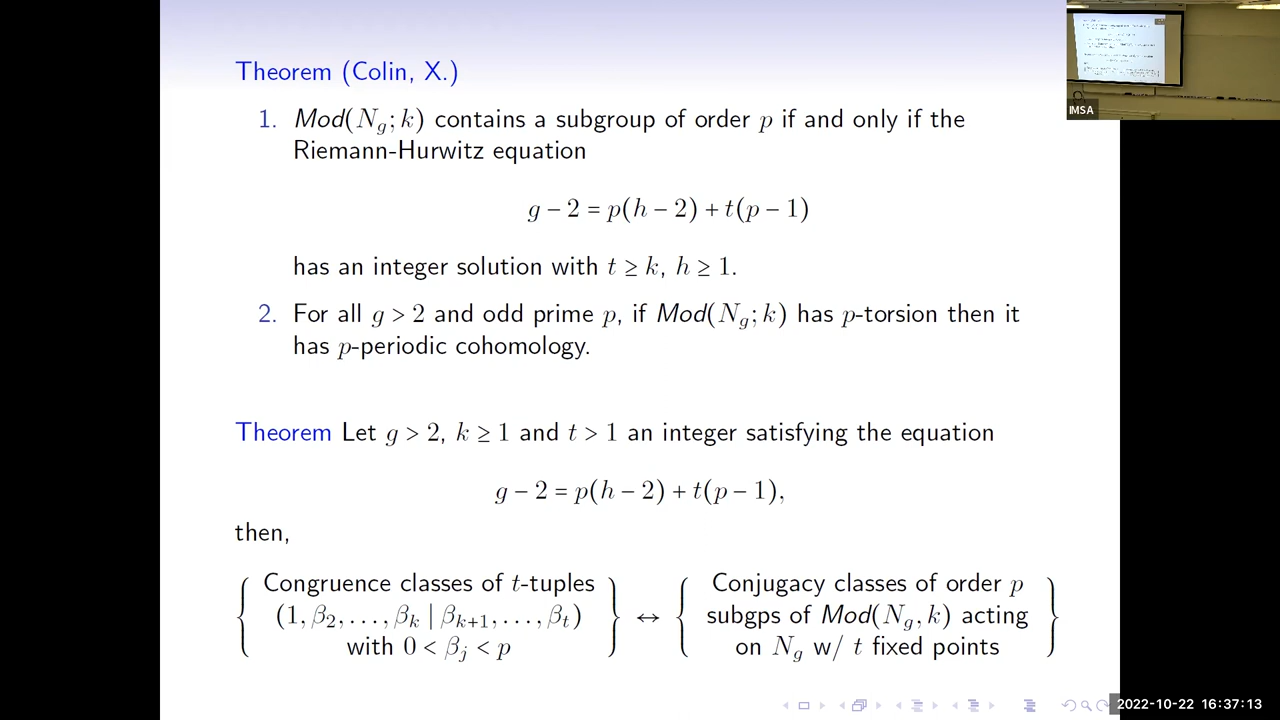 Theorem (Colin, X.)
1. Mod(N_g; k) contains a subgroup of order p if and only if the
Riemann-Hurwitz equation
g − 2 = p(h − 2) + t(p − 1)
has an integer solution with t ≥ k, h ≥ 1.
2. For all g > 2 and odd prime p, if Mod(N_g; k) has p-torsion then it
has p-periodic cohomology.
Theorem Let g > 2, k ≥ 1 and t > 1 an integer satisfying the equation
g − 2 = p(h − 2) + t(p − 1),
then,
{ Congruence classes of t-tuples
(1, β_2, …, β_k | β_{k+1}, …, β_t)
with 0 < β_j < p } ↔ { Conjugacy classes of order p
subgps of Mod(N_g, k) acting
on N_g w/ t fixed points }
IMSA
2022-10-22 16:37:13